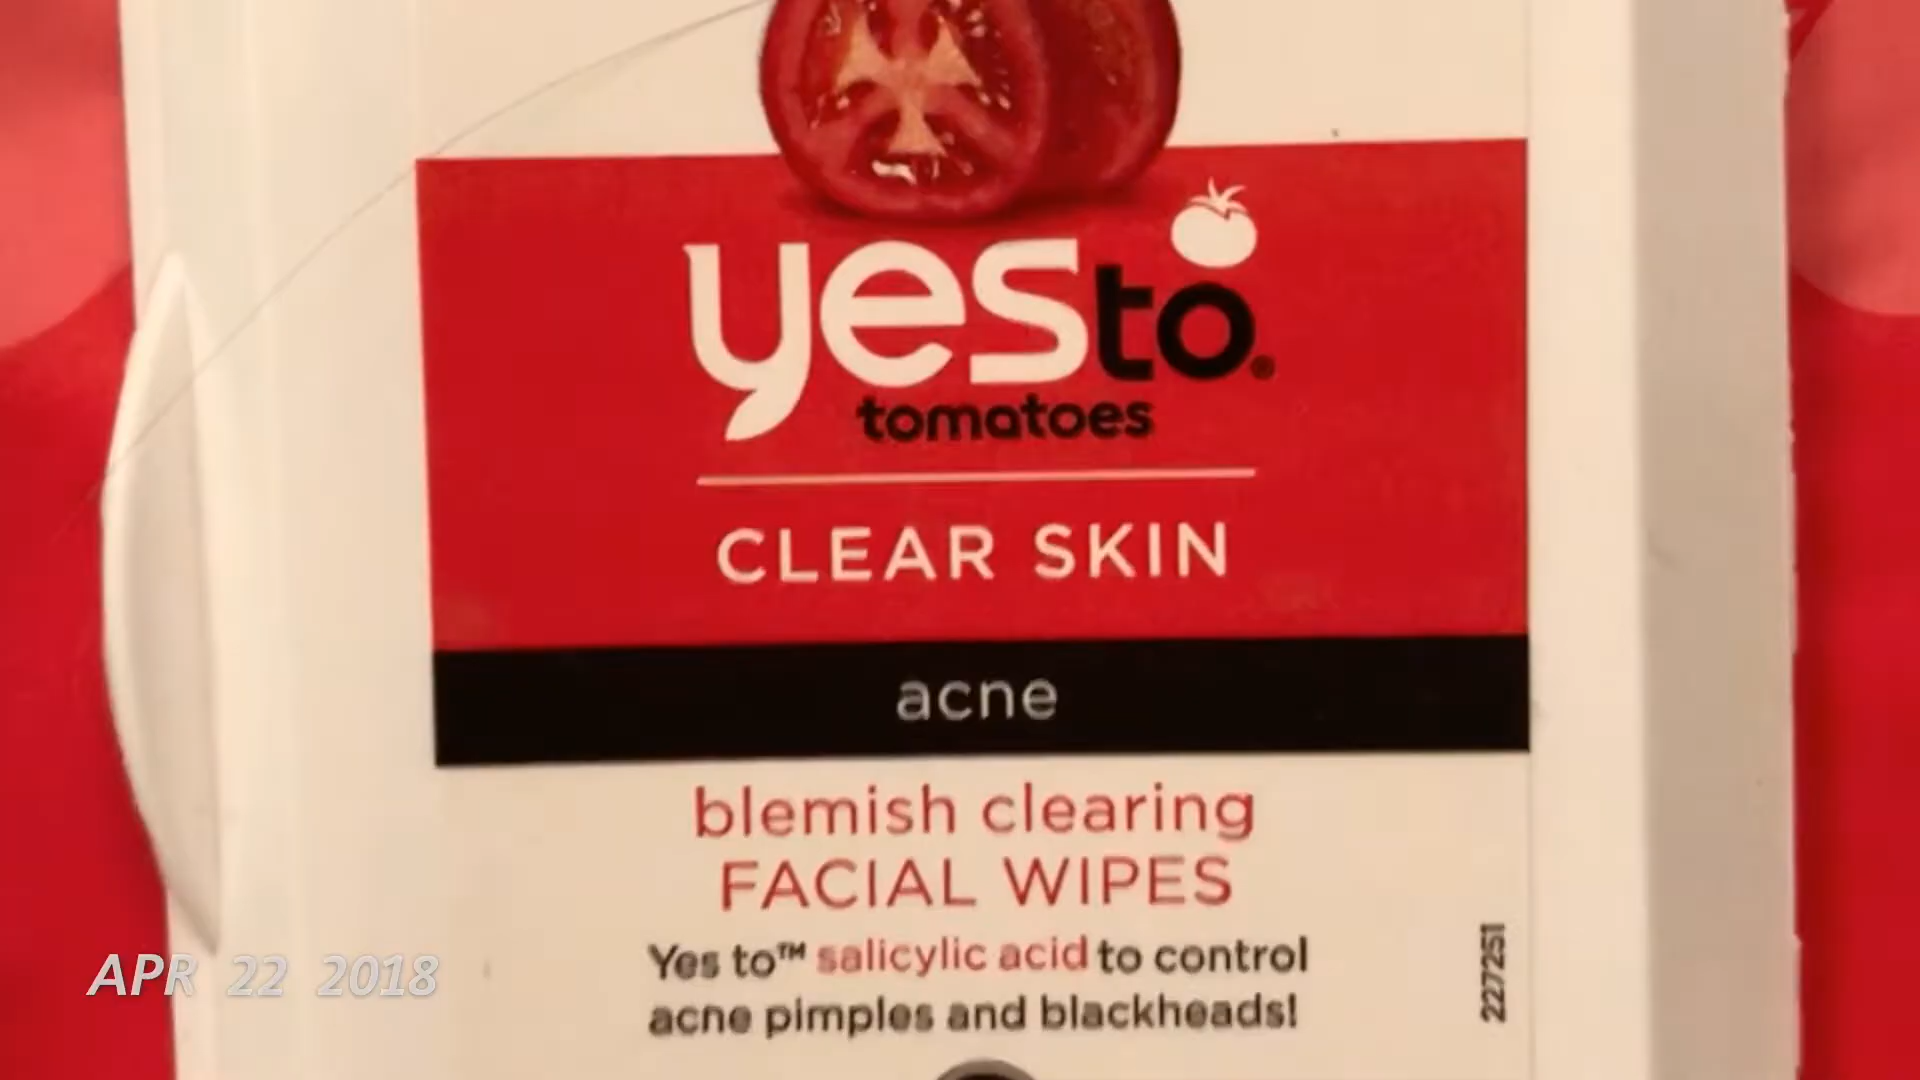 yesto®
tomatoes
CLEAR SKIN
acne
blemish clearing
FACIAL WIPES
Yes to™ salicylic acid to control
acne pimples and blackheads!
227251
APR 22 2018